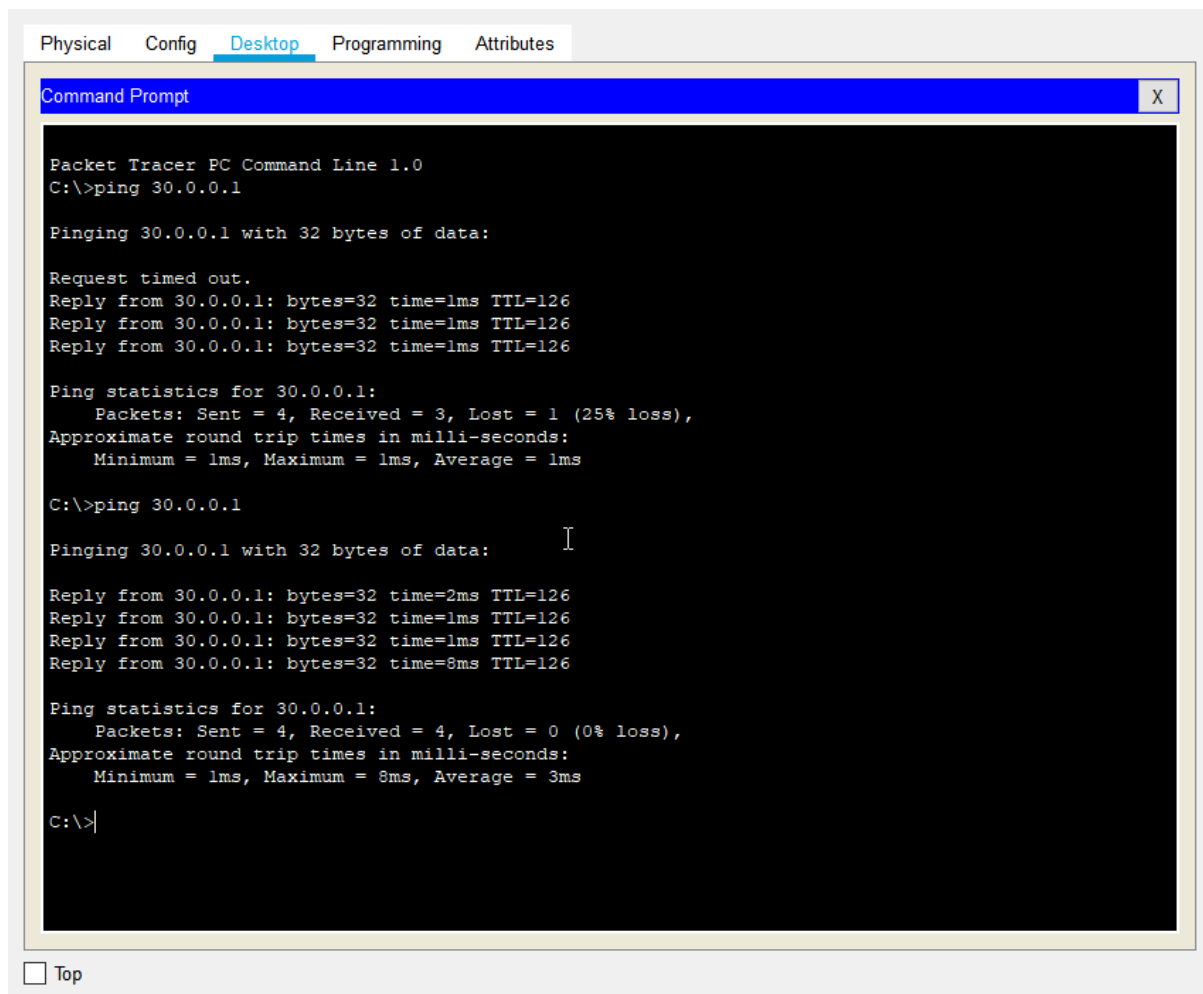 Physical Config Desktop Programming Attributes
Command Prompt X
Packet Tracer PC Command Line 1.0
C:\>ping 30.0.0.1
Pinging 30.0.0.1 with 32 bytes of data:
Request timed out.
Reply from 30.0.0.1: bytes=32 time=1ms TTL=126
Reply from 30.0.0.1: bytes=32 time=1ms TTL=126
Reply from 30.0.0.1: bytes=32 time=1ms TTL=126
Ping statistics for 30.0.0.1:
Packets: Sent = 4, Received = 3, Lost = 1 (25% loss),
Approximate round trip times in milli-seconds:
Minimum = 1ms, Maximum = 1ms, Average = 1ms
C:\>ping 30.0.0.1
Pinging 30.0.0.1 with 32 bytes of data:
Reply from 30.0.0.1: bytes=32 time=2ms TTL=126
Reply from 30.0.0.1: bytes=32 time=1ms TTL=126
Reply from 30.0.0.1: bytes=32 time=1ms TTL=126
Reply from 30.0.0.1: bytes=32 time=8ms TTL=126
Ping statistics for 30.0.0.1:
Packets: Sent = 4, Received = 4, Lost = 0 (0% loss),
Approximate round trip times in milli-seconds:
Minimum = 1ms, Maximum = 8ms, Average = 3ms
C:\>
Top